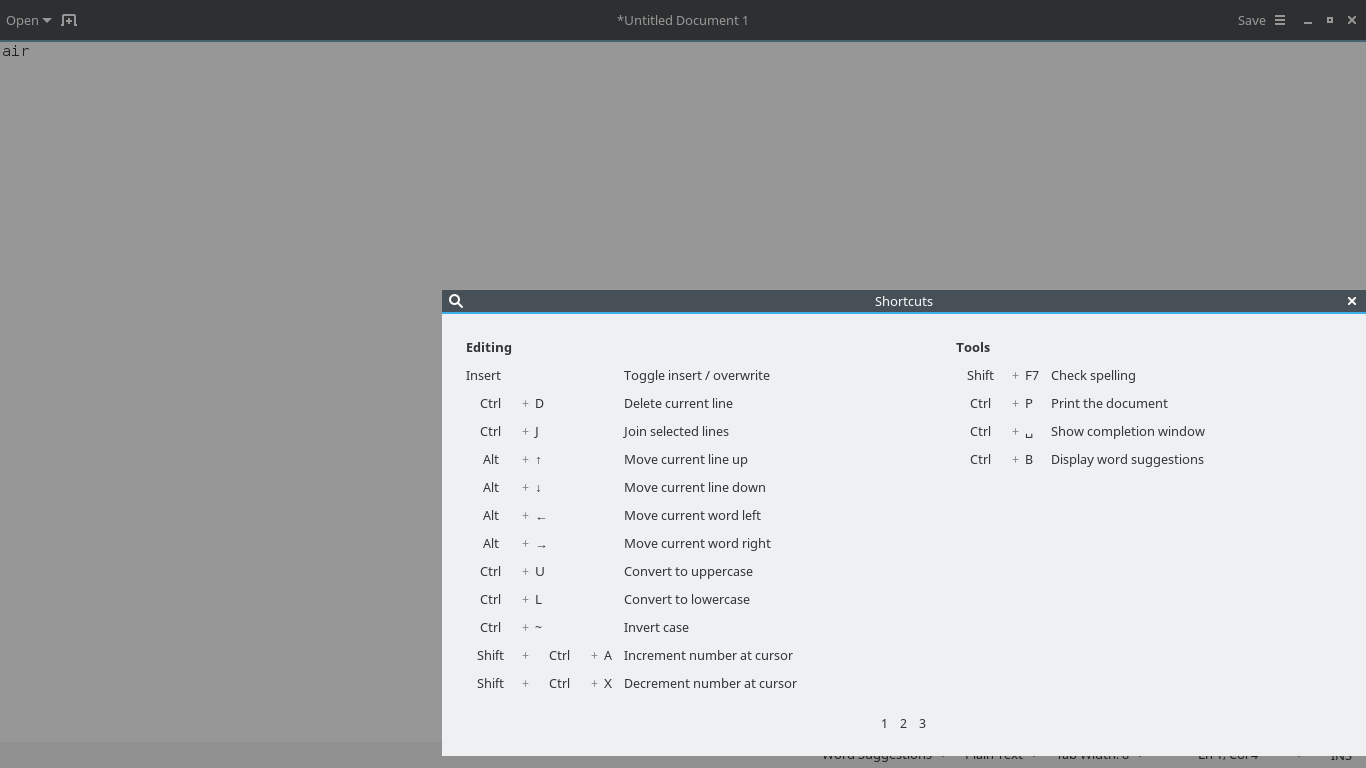 Open
*Untitled Document 1
Save
air
Shortcuts
Editing
Insert Toggle insert / overwrite
Ctrl + D Delete current line
Ctrl + J Join selected lines
Alt + ↑ Move current line up
Alt + ↓ Move current line down
Alt + ← Move current word left
Alt + → Move current word right
Ctrl + U Convert to uppercase
Ctrl + L Convert to lowercase
Ctrl + ~ Invert case
Shift + Ctrl + A Increment number at cursor
Shift + Ctrl + X Decrement number at cursor
Tools
Shift + F7 Check spelling
Ctrl + P Print the document
Ctrl + ␣ Show completion window
Ctrl + B Display word suggestions
1 2 3
Word Suggestions Plain Text Tab Width: 8 Ln 1, Col 4 INS